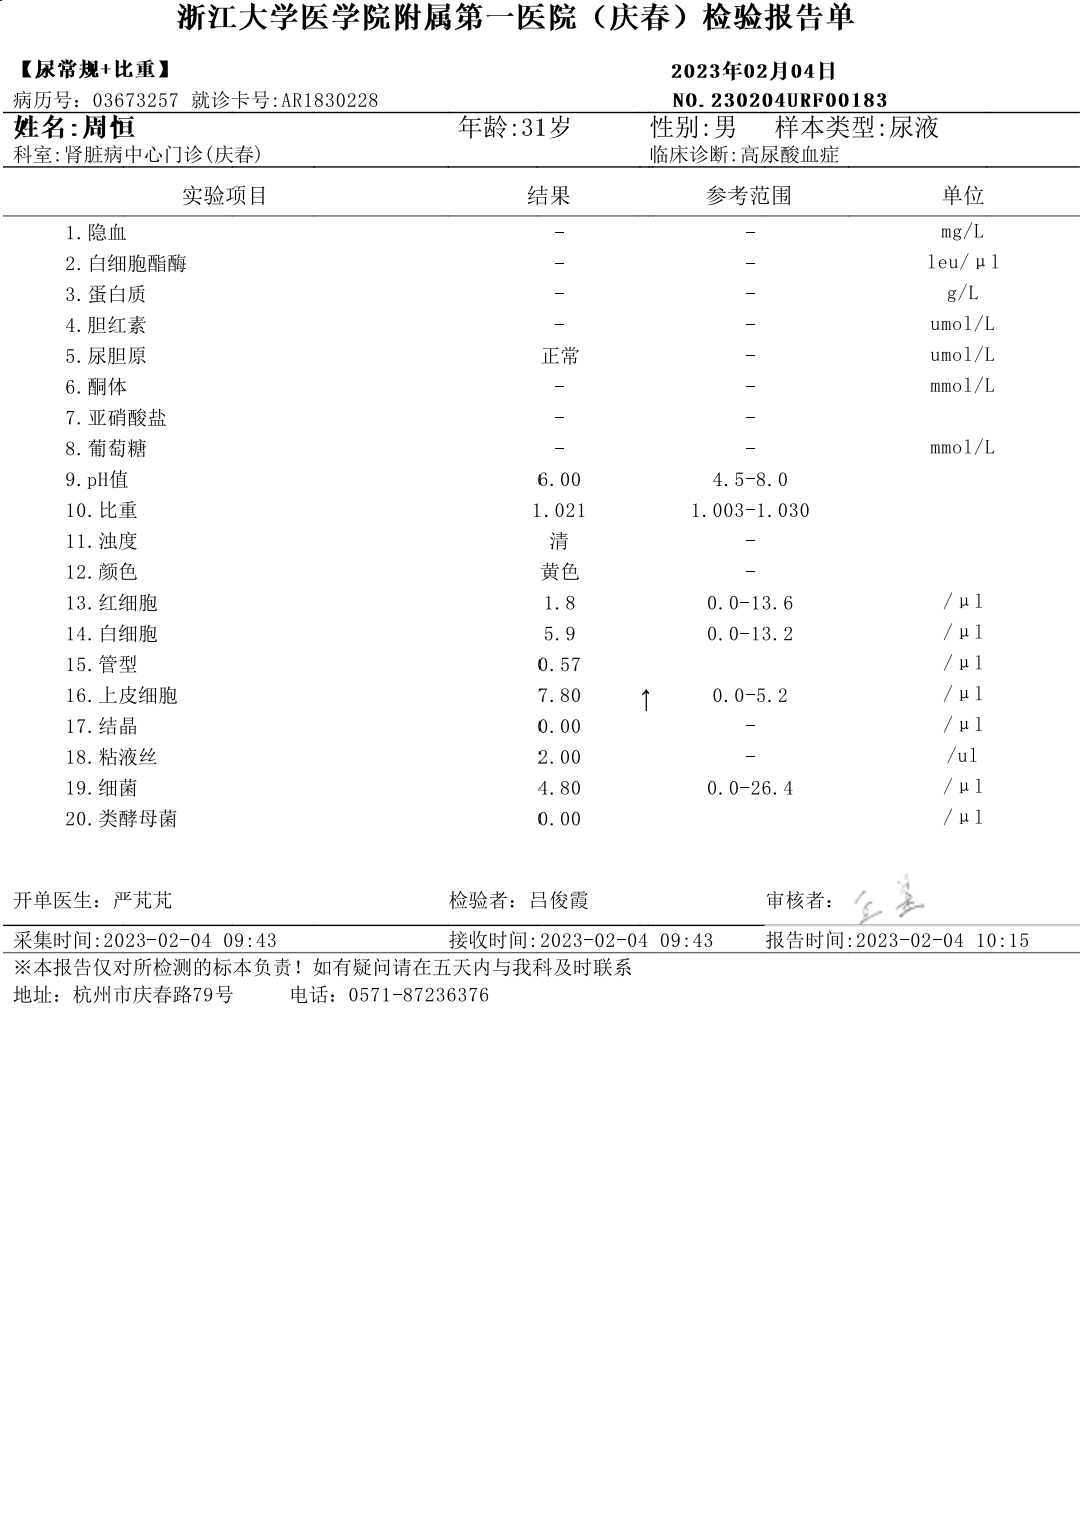 浙江大学医学院附属第一医院（庆春）检验报告单
【尿常规+比重】 2023年02月04日
病历号：03673257 就诊卡号:AR1830228 NO.230204URF00183
姓名:周恒 年龄:31岁 性别:男 样本类型:尿液
科室:肾脏病中心门诊(庆春) 临床诊断:高尿酸血症
实验项目 结果 参考范围 单位
1.隐血 - - mg/L
2.白细胞酯酶 - - leu/μl
3.蛋白质 - - g/L
4.胆红素 - - umol/L
5.尿胆原 正常 - umol/L
6.酮体 - - mmol/L
7.亚硝酸盐 - -
8.葡萄糖 - - mmol/L
9.pH值 6.00 4.5-8.0
10.比重 1.021 1.003-1.030
11.浊度 清 -
12.颜色 黄色 -
13.红细胞 1.8 0.0-13.6 /μl
14.白细胞 5.9 0.0-13.2 /μl
15.管型 0.57 /μl
16.上皮细胞 7.80 ↑ 0.0-5.2 /μl
17.结晶 0.00 - /μl
18.粘液丝 2.00 - /ul
19.细菌 4.80 0.0-26.4 /μl
20.类酵母菌 0.00 /μl
开单医生：严芃芃 检验者：吕俊霞 审核者：
采集时间:2023-02-04 09:43 接收时间:2023-02-04 09:43 报告时间:2023-02-04 10:15
※本报告仅对所检测的标本负责！如有疑问请在五天内与我科及时联系
地址：杭州市庆春路79号 电话：0571-87236376